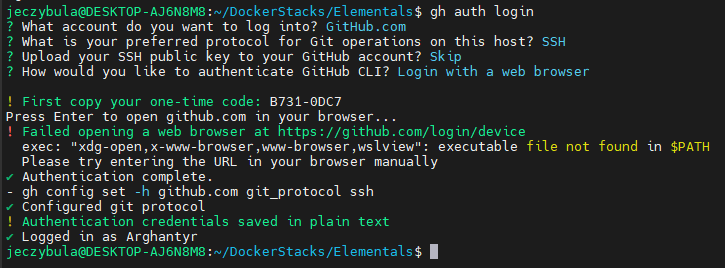 jeczybula@DESKTOP-AJ6N8M8:~/DockerStacks/Elementals$ gh auth login
? What account do you want to log into? GitHub.com
? What is your preferred protocol for Git operations on this host? SSH
? Upload your SSH public key to your GitHub account? Skip
? How would you like to authenticate GitHub CLI? Login with a web browser
! First copy your one-time code: B731-0DC7
Press Enter to open github.com in your browser...
! Failed opening a web browser at https://github.com/login/device
exec: "xdg-open,x-www-browser,www-browser,wslview": executable file not found in $PATH
Please try entering the URL in your browser manually
✔ Authentication complete.
- gh config set -h github.com git_protocol ssh
✔ Configured git protocol
! Authentication credentials saved in plain text
✔ Logged in as Arghantyr
jeczybula@DESKTOP-AJ6N8M8:~/DockerStacks/Elementals$